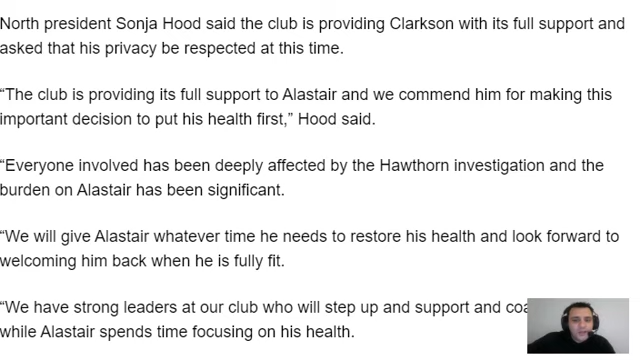 North president Sonja Hood said the club is providing Clarkson with its full support and
asked that his privacy be respected at this time.
“The club is providing its full support to Alastair and we commend him for making this
important decision to put his health first,” Hood said.
“Everyone involved has been deeply affected by the Hawthorn investigation and the
burden on Alastair has been significant.
“We will give Alastair whatever time he needs to restore his health and look forward to
welcoming him back when he is fully fit.
“We have strong leaders at our club who will step up and support and
while Alastair spends time focusing on his health.